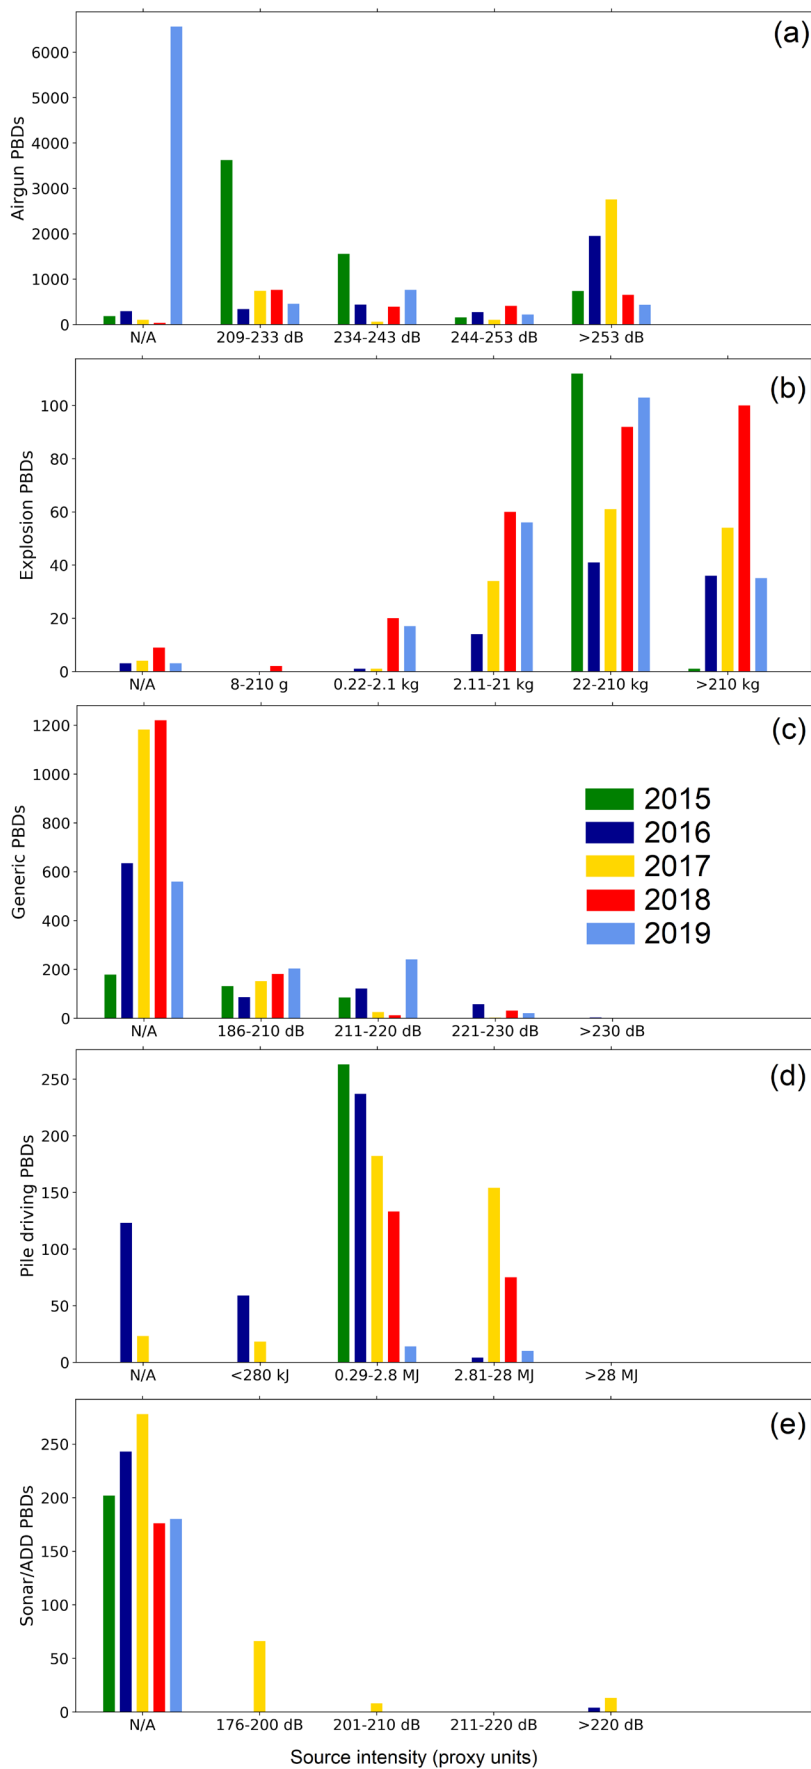 (a)
Airgun PBDs
6000
5000
4000
3000
2000
1000
0
N/A 209-233 dB 234-243 dB 244-253 dB >253 dB
(b)
Explosion PBDs
100
80
60
40
20
0
N/A 8-210 g 0.22-2.1 kg 2.11-21 kg 22-210 kg >210 kg
(c)
Generic PBDs
1200
1000
800
600
400
200
0
N/A 186-210 dB 211-220 dB 221-230 dB >230 dB
2015
2016
2017
2018
2019
(d)
Pile driving PBDs
250
200
150
100
50
0
N/A <280 kJ 0.29-2.8 MJ 2.81-28 MJ >28 MJ
(e)
Sonar/ADD PBDs
250
200
150
100
50
0
N/A 176-200 dB 201-210 dB 211-220 dB >220 dB
Source intensity (proxy units)